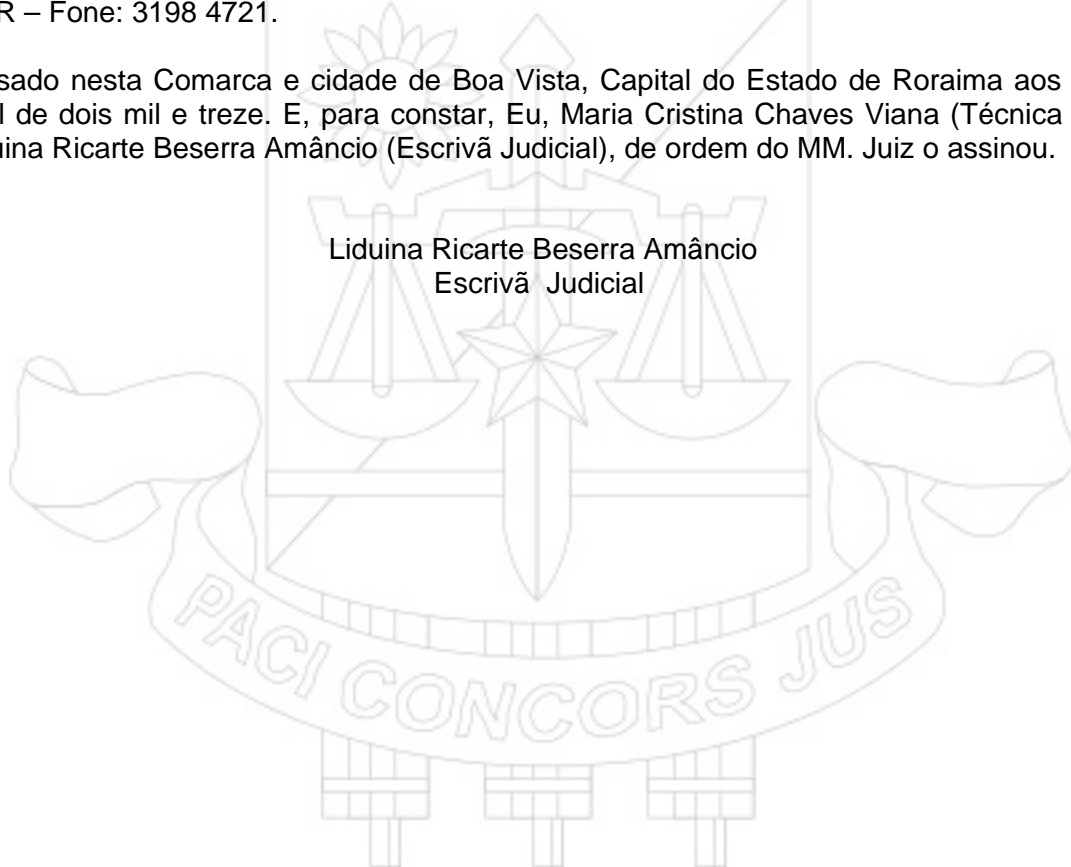 R – Fone: 3198 4721.
sado nesta Comarca e cidade de Boa Vista, Capital do Estado de Roraima aos
l de dois mil e treze. E, para constar, Eu, Maria Cristina Chaves Viana (Técnica
uina Ricarte Beserra Amâncio (Escrivã Judicial), de ordem do MM. Juiz o assinou.
Liduina Ricarte Beserra Amâncio
Escrivã Judicial
PACI CONCORS JUS